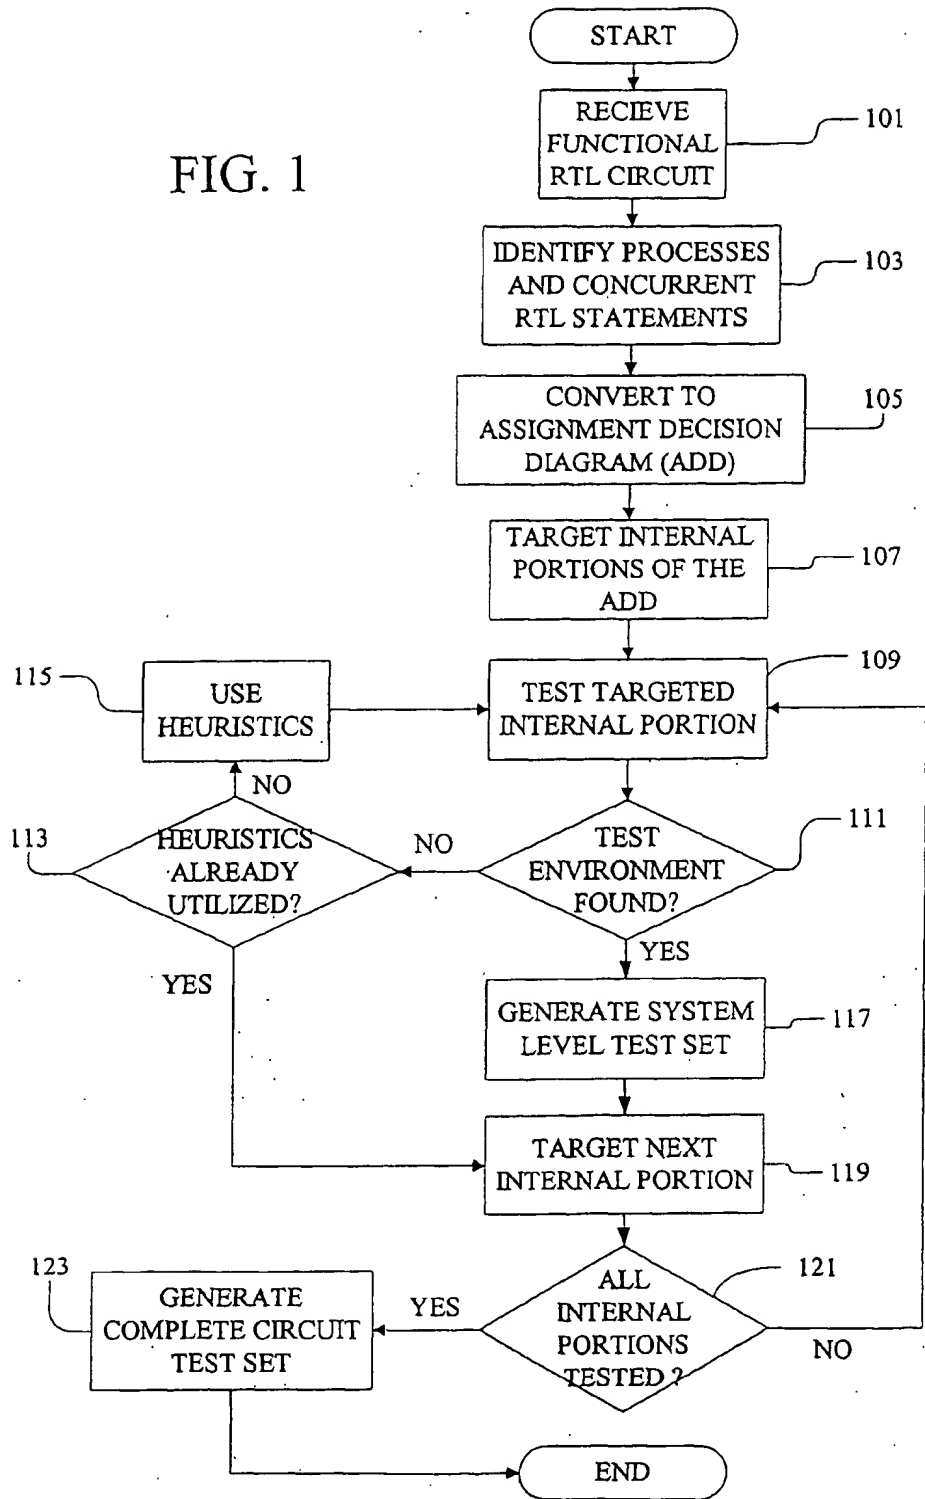 START
RECIEVE
FUNCTIONAL
RTL CIRCUIT
101
FIG. 1
IDENTIFY PROCESSES
AND CONCURRENT
RTL STATEMENTS
103
CONVERT TO
ASSIGNMENT DECISION
DIAGRAM (ADD)
105
TARGET INTERNAL
PORTIONS OF THE
ADD
107
115
USE
HEURISTICS
TEST TARGETED
INTERNAL PORTION
109
NO
113
HEURISTICS
ALREADY
UTILIZED?
NO
TEST
ENVIRONMENT
FOUND?
111
YES
YES
GENERATE SYSTEM
LEVEL TEST SET
117
TARGET NEXT
INTERNAL PORTION
119
123
GENERATE
COMPLETE CIRCUIT
TEST SET
YES
ALL
INTERNAL
PORTIONS
TESTED ?
121
NO
END